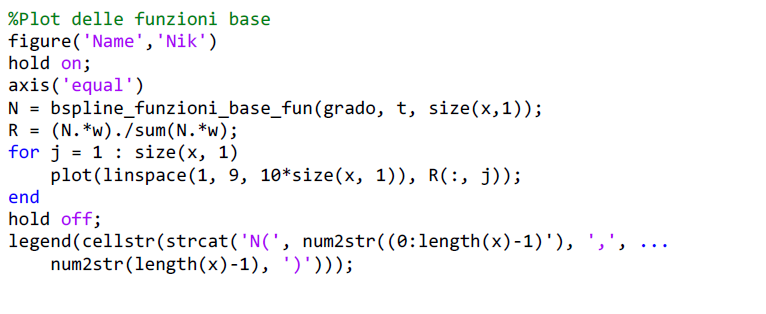 %Plot delle funzioni base
figure('Name','Nik')
hold on;
axis('equal')
N = bspline_funzioni_base_fun(grado, t, size(x,1));
R = (N.*w)./sum(N.*w);
for j = 1 : size(x, 1)
    plot(linspace(1, 9, 10*size(x, 1)), R(:, j));
end
hold off;
legend(cellstr(strcat('N(', num2str((0:length(x)-1)'), ',', ...
    num2str(length(x)-1), ')')));